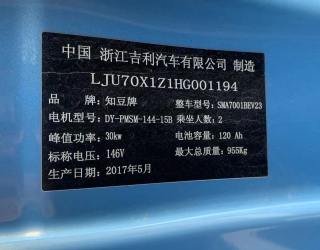 中国 浙江吉利汽车有限公司 制造
LJU70X1Z1HG001194
品 牌：知豆牌 整车型号：SMA7001BEV23
电机型号：DY-PMSM-144-15B 乘坐人数：2
峰值功率：30kw 电池容量：120 Ah
标称电压：146V 最大总质量：955Kg
生产日期：2017年5月